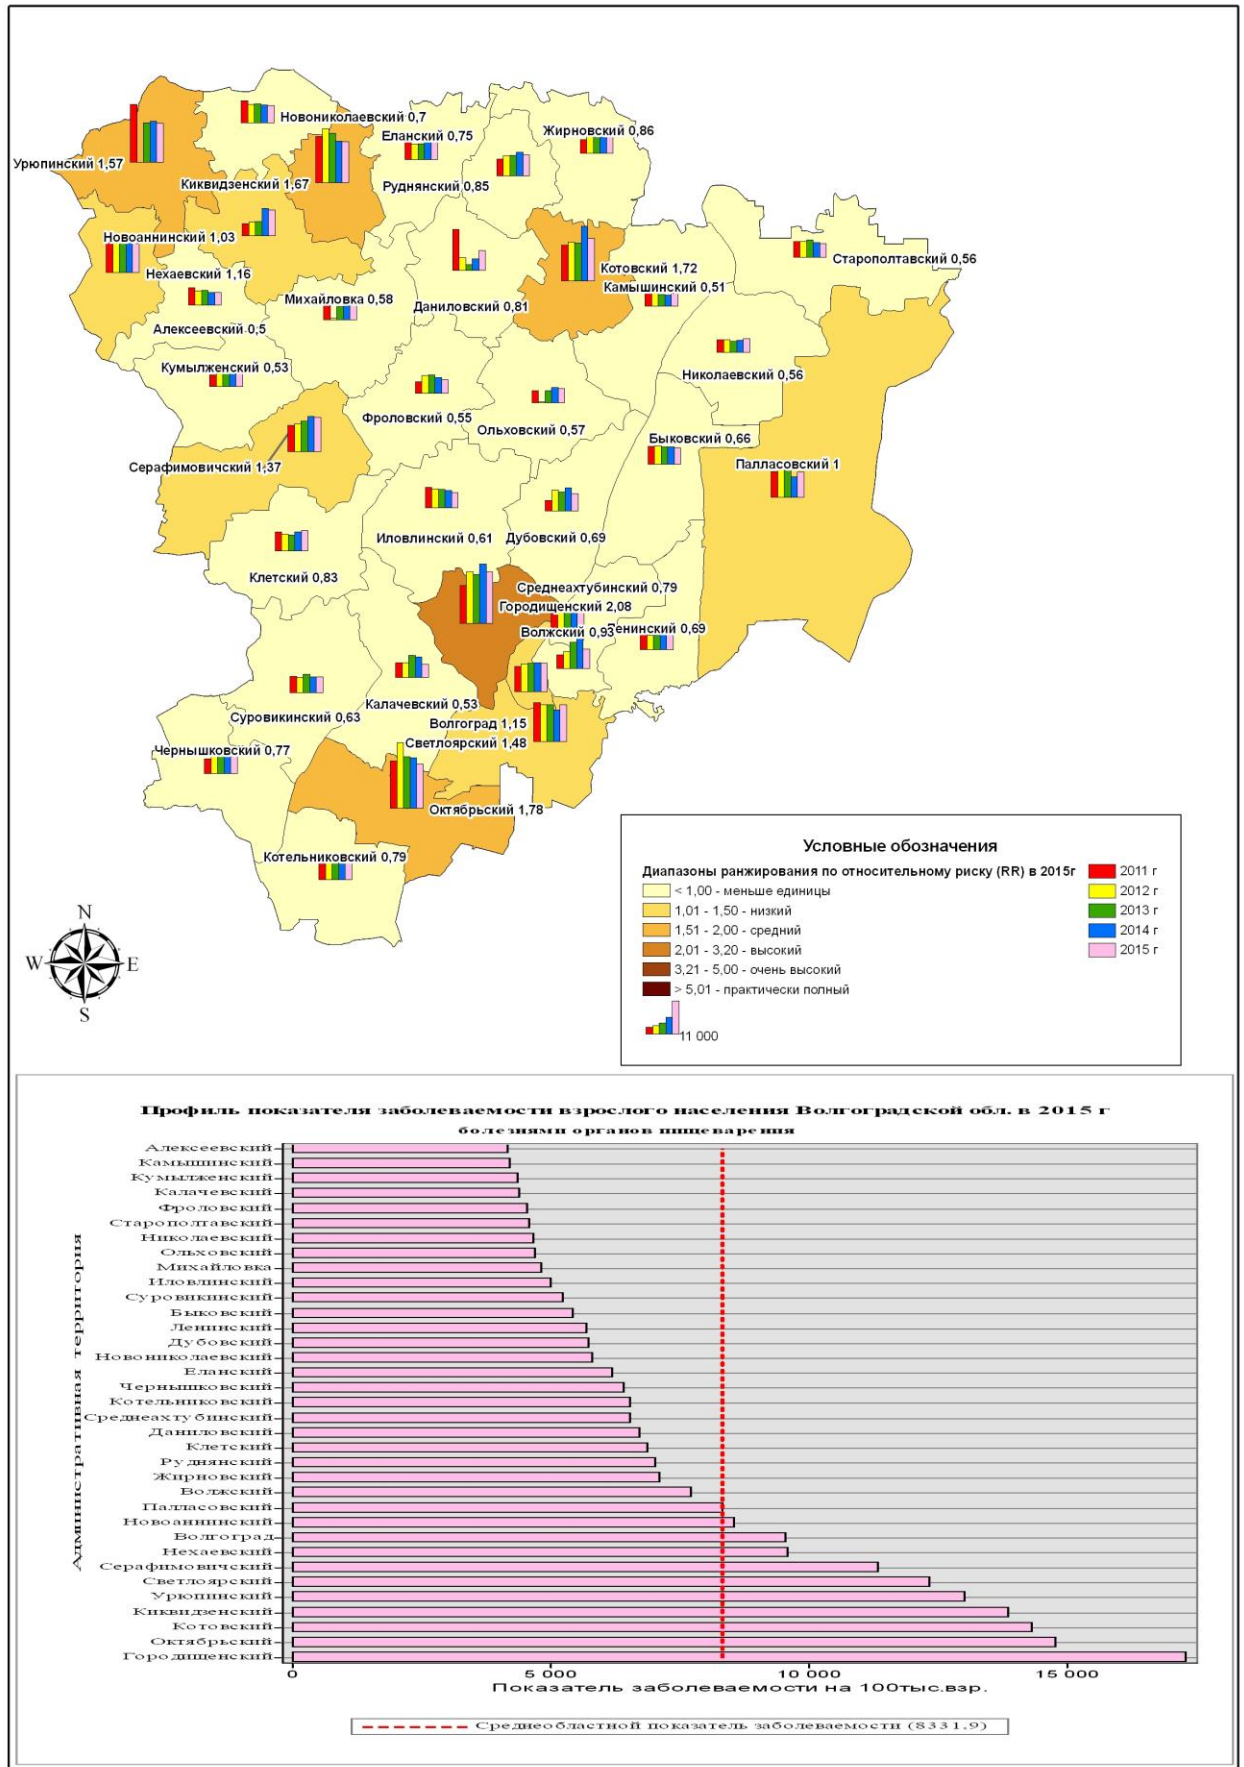 Новониколаевский 0,7
Еланский 0,75
Жирновский 0,86
Урюпинский 1,57
Киквидзенский 1,67
Руднянский 0,85
Новоаннинский 1,03
Нехаевский 1,16
Котовский 1,72
Старополтавский 0,56
Камышинский 0,51
Михайловка 0,58
Даниловский 0,81
Алексеевский 0,5
Кумылженский 0,53
Николаевский 0,56
Фроловский 0,55
Ольховский 0,57
Быковский 0,66
Серафимовичский 1,37
Палласовский 1
Иловлинский 0,61
Дубовский 0,69
Клетский 0,83
Среднеахтубинский 0,79
Городищенский 2,08
Волжский 0,93
Ленинский 0,69
Калачевский 0,53
Суровикинский 0,63
Волгоград 1,15
Светлоярский 1,48
Чернышковский 0,77
Октябрьский 1,78
Котельниковский 0,79
N
W E
S
Условные обозначения
Диапазоны ранжирования по относительному риску (RR) в 2015г
< 1,00 - меньше единицы
1,01 - 1,50 - низкий
1,51 - 2,00 - средний
2,01 - 3,20 - высокий
3,21 - 5,00 - очень высокий
> 5,01 - практически полный
11 000
2011 г
2012 г
2013 г
2014 г
2015 г
Профиль показателя заболеваемости взрослого населения Волгоградской обл. в 2015 г
болезнями органов пищеварения
Административная территория
Алексеевский
Камышинский
Кумылженский
Калачевский
Фроловский
Старополтавский
Николаевский
Ольховский
Михайловка
Иловлинский
Суровикинский
Быковский
Ленинский
Дубовский
Новониколаевский
Еланский
Чернышковский
Котельниковский
Среднеахтубинский
Даниловский
Клетский
Руднянский
Жирновский
Волжский
Палласовский
Новоаннинский
Волгоград
Нехаевский
Серафимовичский
Светлоярский
Урюпинский
Киквидзенский
Котовский
Октябрьский
Городищенский
0 5 000 10 000 15 000
Показатель заболеваемости на 100тыс.взр.
Среднеобластной показатель заболеваемости (8331,9)